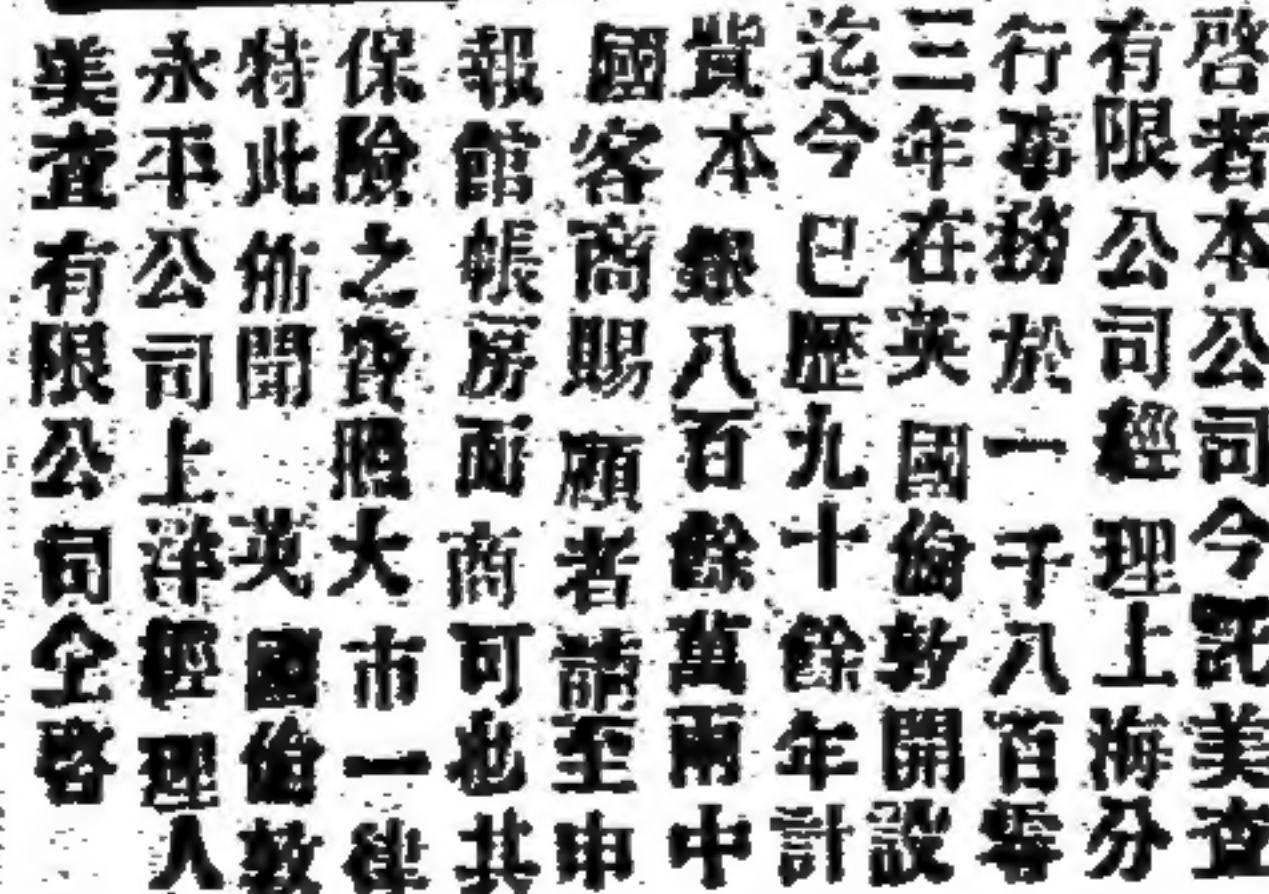 啓者本公司今託美查
有限公司經理上海分
行事務於一千八百零
三年在英國倫敦開設
迄今已歷九十餘年計
貲本銀八百餘萬兩中
國客商賜顧者請至申
報館帳房面商可也其
保險之費照大市一律
特此佈聞 英國倫敦
永平公司上洋經理人
美查有限公司仝啓